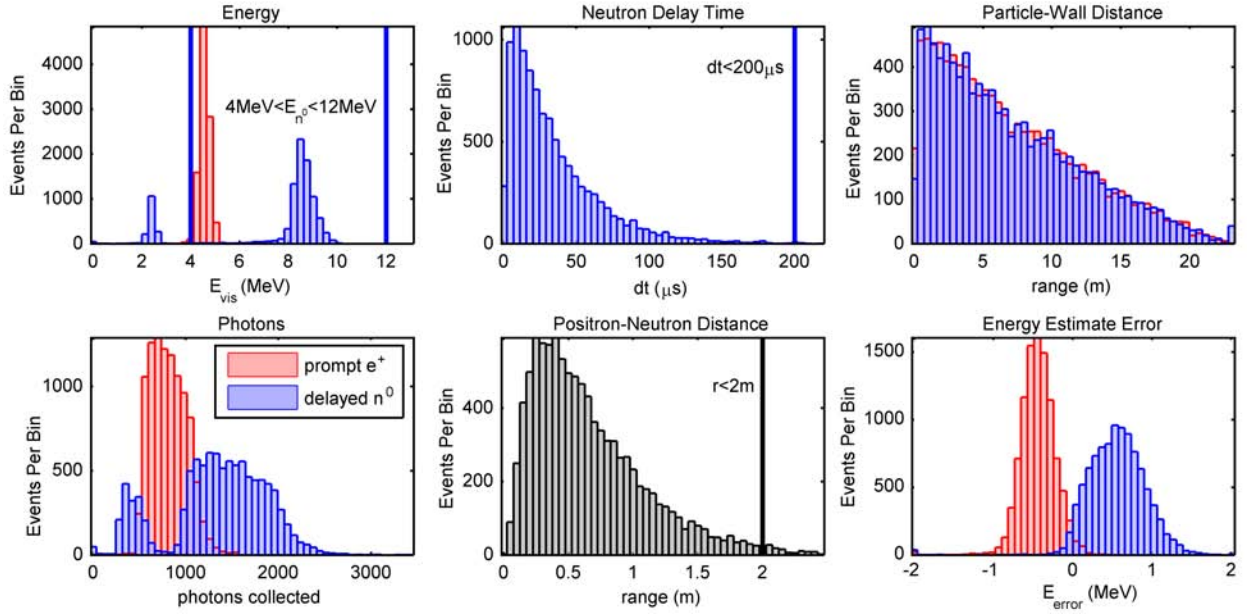 Energy
Events Per Bin
4000
3000
2000
1000
0
4MeV<E_n⁰<12MeV
0 2 4 6 8 10 12
E_vis (MeV)
Neutron Delay Time
Events Per Bin
1000
500
0
dt<200μs
0 50 100 150 200
dt (μs)
Particle-Wall Distance
Events Per Bin
400
300
200
100
0
0 5 10 15 20
range (m)
Photons
Events Per Bin
1000
500
0
prompt e⁺
delayed n⁰
0 1000 2000 3000
photons collected
Positron-Neutron Distance
Events Per Bin
400
200
0
r<2m
0 0.5 1 1.5 2
range (m)
Energy Estimate Error
Events Per Bin
1500
1000
500
0
-2 -1 0 1 2
E_error (MeV)